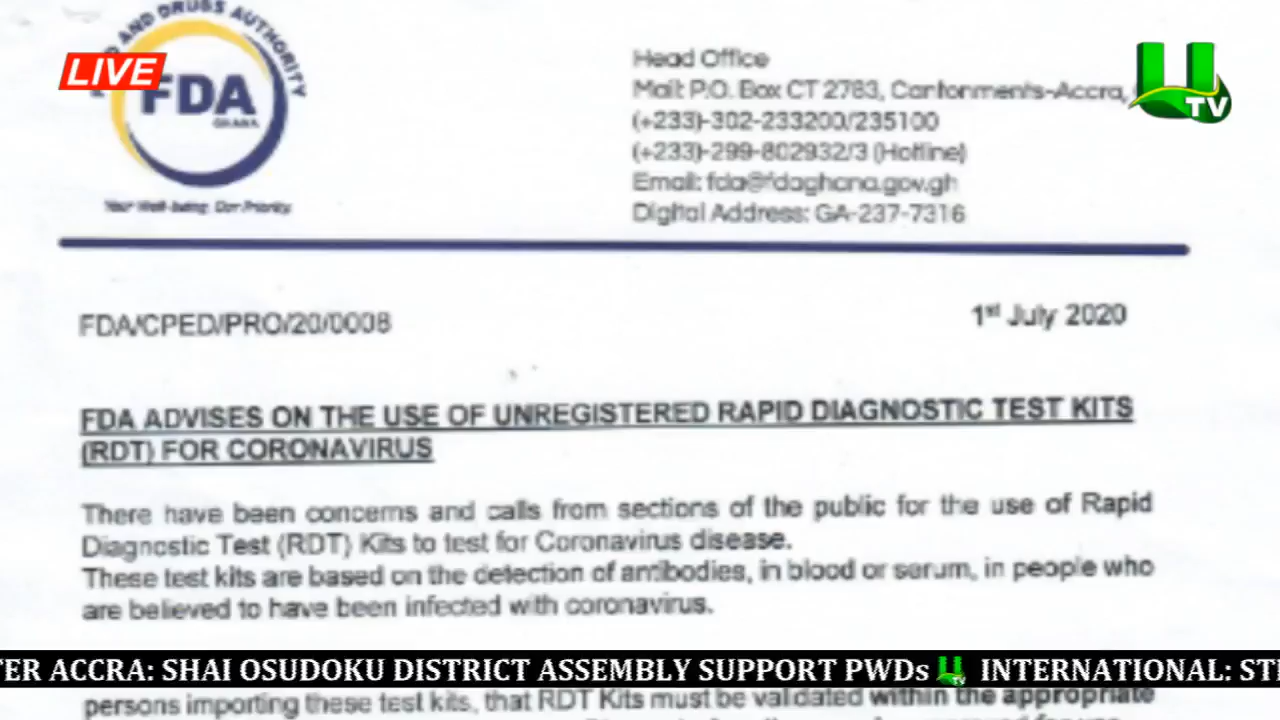 FOOD AND DRUGS AUTHORITY
LIVE
FDA
GHANA
Your Well-being, Our Priority.
Head Office
Mail: P.O. Box CT 2783, Cantonments-Accra,
(+233)-302-233200/235100
(+233)-299-802932/3 (Hotline)
Email: fda@fdaghana.gov.gh
Digital Address: GA-237-7316
U
TV
FDA/CPED/PRO/20/0008
1st July 2020
FDA ADVISES ON THE USE OF UNREGISTERED RAPID DIAGNOSTIC TEST KITS
(RDT) FOR CORONAVIRUS
There have been concerns and calls from sections of the public for the use of Rapid
Diagnostic Test (RDT) Kits to test for Coronavirus disease.
These test kits are based on the detection of antibodies, in blood or serum, in people who
are believed to have been infected with coronavirus.
TER ACCRA: SHAI OSUDOKU DISTRICT ASSEMBLY SUPPORT PWDs U TV INTERNATIONAL: ST
persons importing these test kits, that RDT Kits must be validated within the appropriate